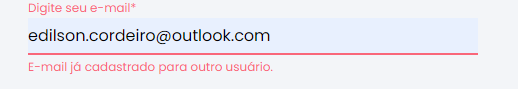 Digite seu e-mail*
edilson.cordeiro@outlook.com
E-mail já cadastrado para outro usuário.